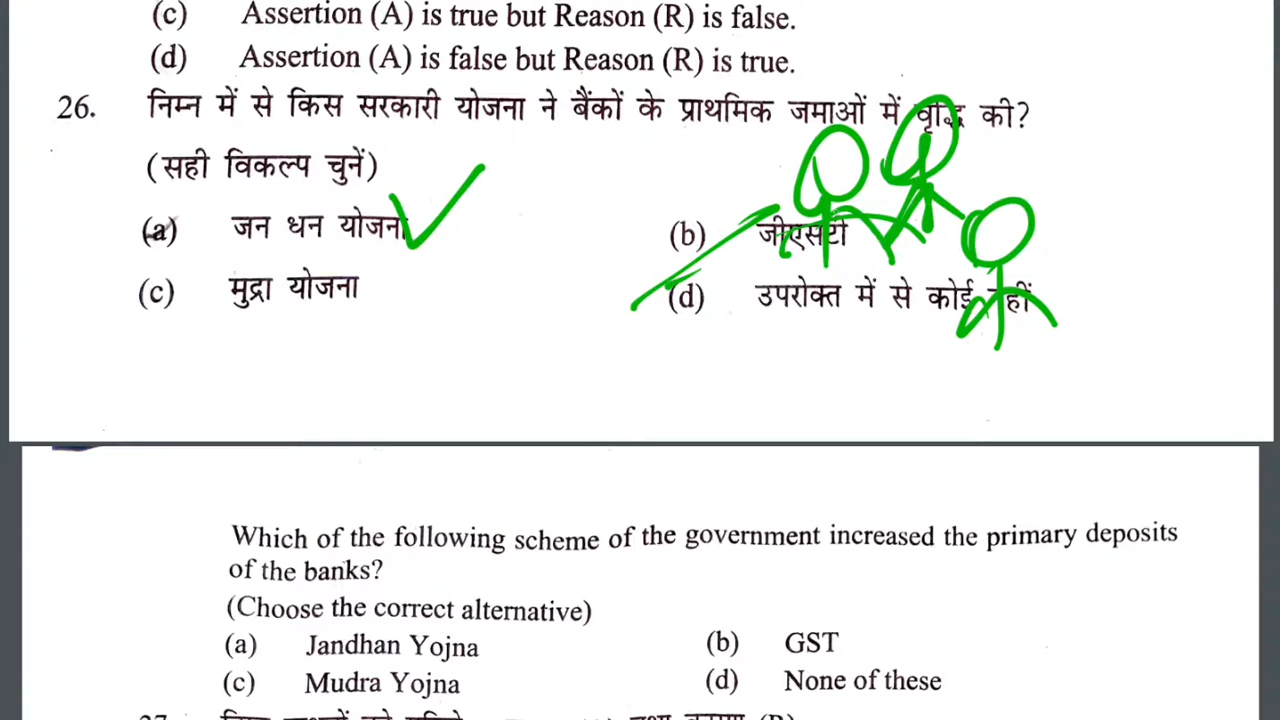 (c) Assertion (A) is true but Reason (R) is false.
(d) Assertion (A) is false but Reason (R) is true.
26. निम्न में से किस सरकारी योजना ने बैंकों के प्राथमिक जमाओं में वृद्धि की?
(सही विकल्प चुनें)
(a) जन धन योजना (b) जीएसटी
(c) मुद्रा योजना (d) उपरोक्त में से कोई नहीं
Which of the following scheme of the government increased the primary deposits
of the banks?
(Choose the correct alternative)
(a) Jandhan Yojna (b) GST
(c) Mudra Yojna (d) None of these